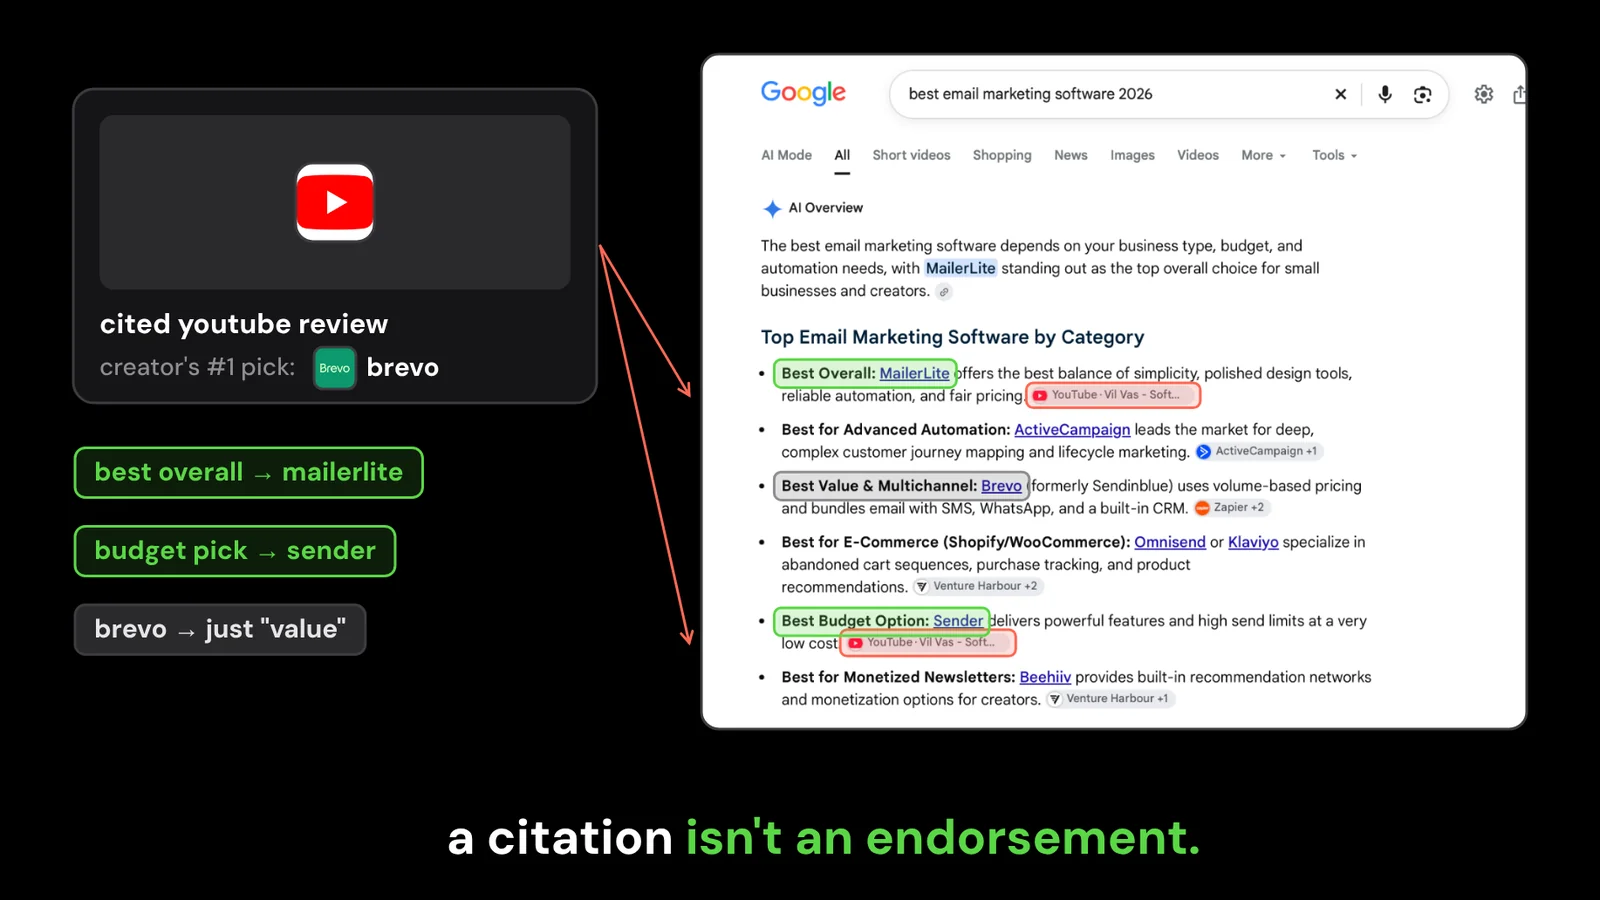 cited youtube review
creator's #1 pick: Brevo brevo
best overall → mailerlite
budget pick → sender
brevo → just "value"
Google
best email marketing software 2026
AI Mode All Short videos Shopping News Images Videos More Tools
AI Overview
The best email marketing software depends on your business type, budget, and
automation needs, with MailerLite standing out as the top overall choice for small
businesses and creators.
Top Email Marketing Software by Category
• Best Overall: MailerLite offers the best balance of simplicity, polished design tools,
reliable automation, and fair pricing. YouTube · Vil Vas - Soft...
• Best for Advanced Automation: ActiveCampaign leads the market for deep,
complex customer journey mapping and lifecycle marketing. ActiveCampaign +1
• Best Value & Multichannel: Brevo (formerly Sendinblue) uses volume-based pricing
and bundles email with SMS, WhatsApp, and a built-in CRM. Zapier +2
• Best for E-Commerce (Shopify/WooCommerce): Omnisend or Klaviyo specialize in
abandoned cart sequences, purchase tracking, and product
recommendations. Venture Harbour +2
• Best Budget Option: Sender delivers powerful features and high send limits at a very
low cost YouTube · Vil Vas - Soft...
• Best for Monetized Newsletters: Beehiiv provides built-in recommendation networks
and monetization options for creators. Venture Harbour +1
a citation isn't an endorsement.